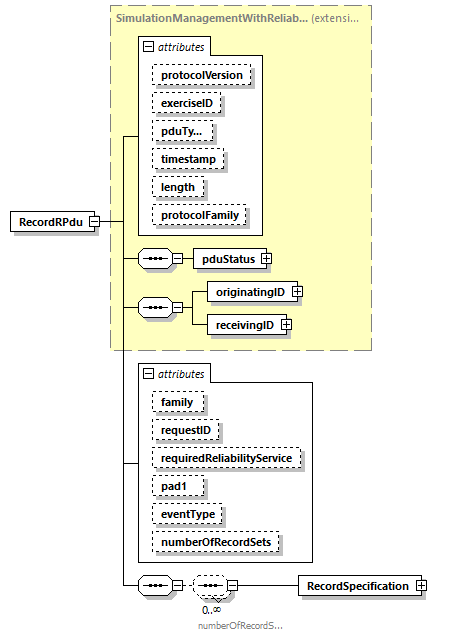 SimulationManagementWithReliab... (extensi...
attributes
protocolVersion
exerciseID
pduTy...
timestamp
length
protocolFamily
RecordRPdu
pduStatus
originatingID
receivingID
attributes
family
requestID
requiredReliabilityService
pad1
eventType
numberOfRecordSets
RecordSpecification
0..∞
numberOfRecordS...